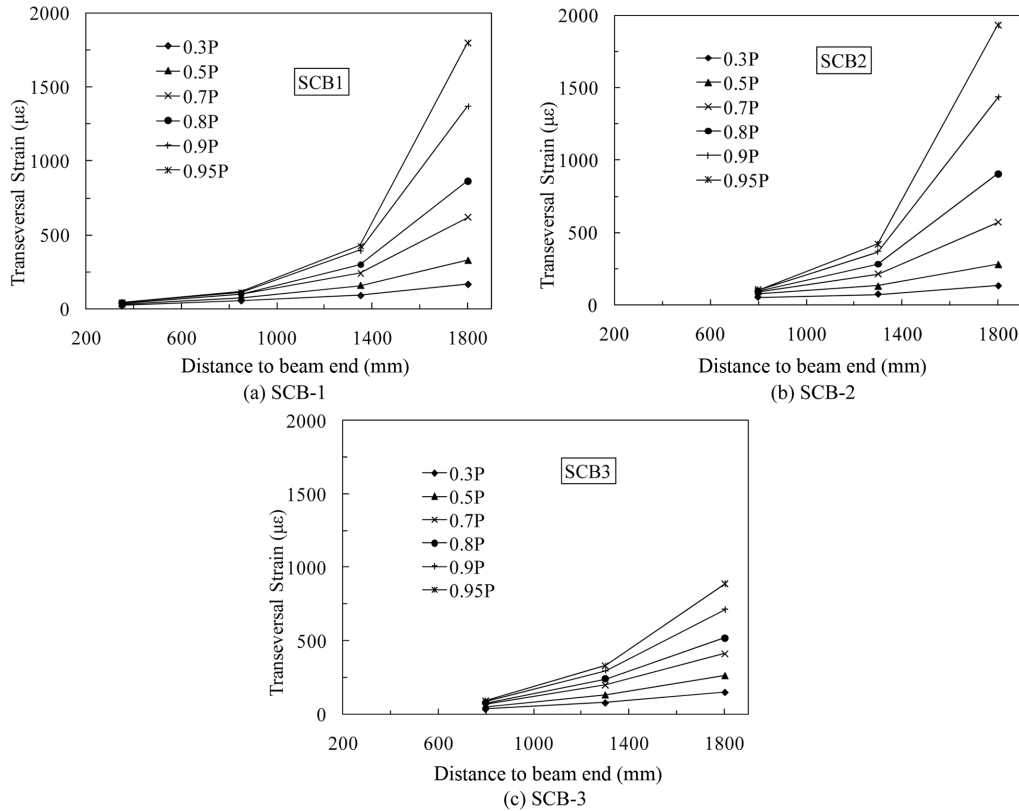 2000
1500
1000
500
0
Transeversal Strain (με)
0.3P
0.5P
0.7P
0.8P
0.9P
0.95P
SCB1
200 600 1000 1400 1800
Distance to beam end (mm)
(a) SCB-1
2000
1500
1000
500
0
Transeversal Strain (με)
0.3P
0.5P
0.7P
0.8P
0.9P
0.95P
SCB2
200 600 1000 1400 1800
Distance to beam end (mm)
(b) SCB-2
2000
1500
1000
500
0
Transeversal Strain (με)
0.3P
0.5P
0.7P
0.8P
0.9P
0.95P
SCB3
200 600 1000 1400 1800
Distance to beam end (mm)
(c) SCB-3